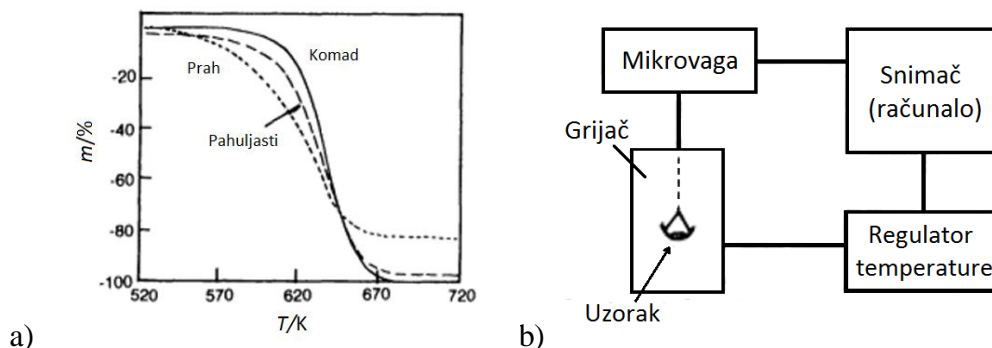 Komad
Prah
Pahuljasti
m/%
-20
-40
-60
-80
-100
520
570
620
670
720
T/K
a)
Mikrovaga
Snimač
(računalo)
Grijač
Regulator
temperature
Uzorak
b)